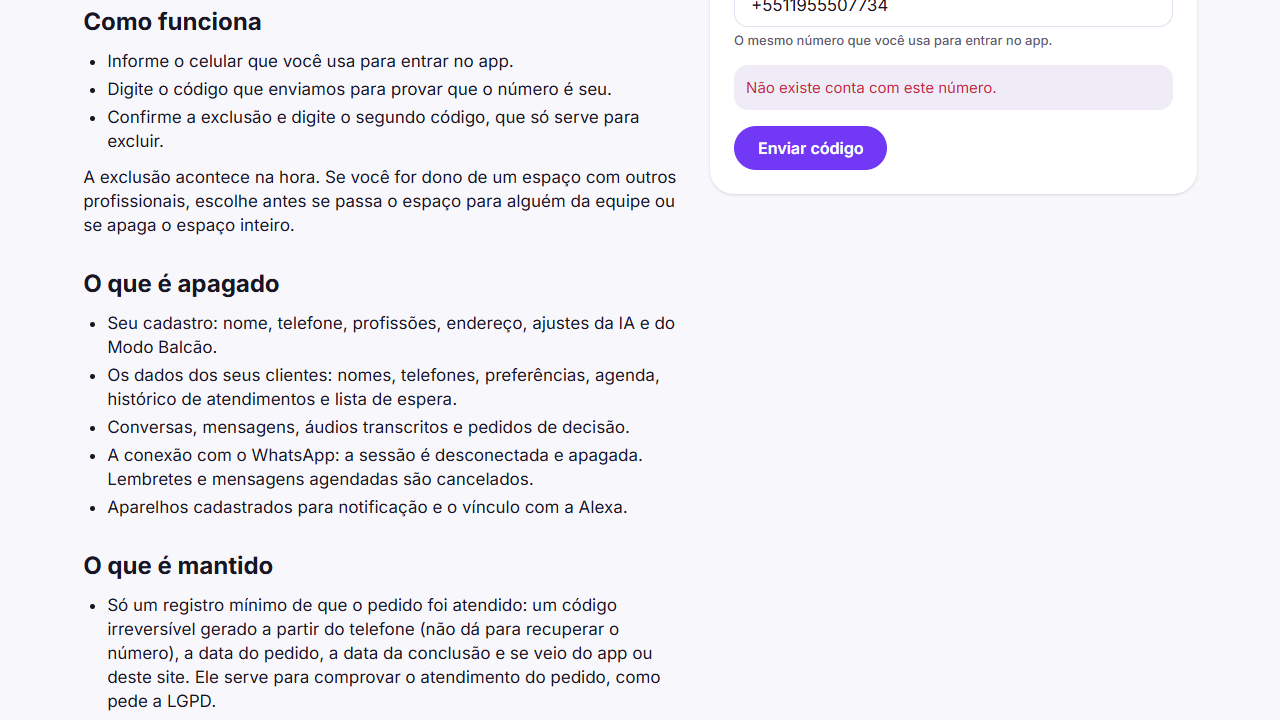 Como funciona
Informe o celular que você usa para entrar no app.
Digite o código que enviamos para provar que o número é seu.
Confirme a exclusão e digite o segundo código, que só serve para
excluir.
A exclusão acontece na hora. Se você for dono de um espaço com outros
profissionais, escolhe antes se passa o espaço para alguém da equipe ou
se apaga o espaço inteiro.
O que é apagado
Seu cadastro: nome, telefone, profissões, endereço, ajustes da IA e do
Modo Balcão.
Os dados dos seus clientes: nomes, telefones, preferências, agenda,
histórico de atendimentos e lista de espera.
Conversas, mensagens, áudios transcritos e pedidos de decisão.
A conexão com o WhatsApp: a sessão é desconectada e apagada.
Lembretes e mensagens agendadas são cancelados.
Aparelhos cadastrados para notificação e o vínculo com a Alexa.
O que é mantido
Só um registro mínimo de que o pedido foi atendido: um código
irreversível gerado a partir do telefone (não dá para recuperar o
número), a data do pedido, a data da conclusão e se veio do app ou
deste site. Ele serve para comprovar o atendimento do pedido, como
pede a LGPD.
+5511955507734
O mesmo número que você usa para entrar no app.
Não existe conta com este número.
Enviar código